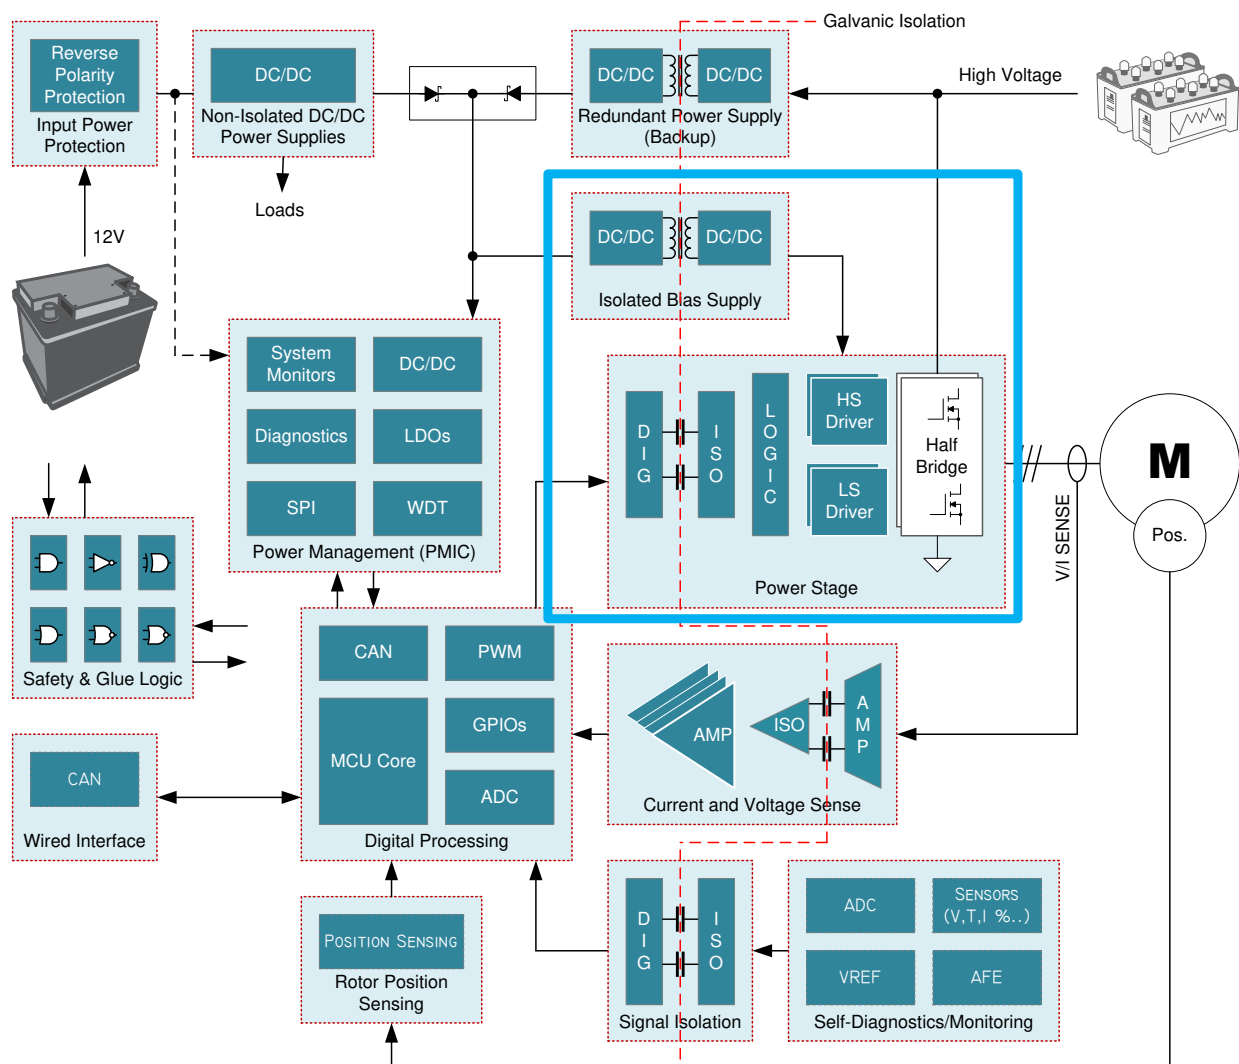 Galvanic Isolation
Reverse
Polarity
Protection
Input Power
Protection
DC/DC
Non-Isolated DC/DC
Power Supplies
DC/DC
DC/DC
Redundant Power Supply
(Backup)
High Voltage
Loads
12V
DC/DC
DC/DC
Isolated Bias Supply
System
Monitors
DC/DC
Diagnostics
LDOs
SPI
WDT
Power Management (PMIC)
D
I
G
I
S
O
L
O
G
I
C
HS
Driver
LS
Driver
Half
Bridge
Power Stage
M
Pos.
V/I SENSE
Safety & Glue Logic
CAN
PWM
MCU Core
GPIOs
ADC
Digital Processing
AMP
ISO
A
M
P
Current and Voltage Sense
CAN
Wired Interface
POSITION SENSING
Rotor Position
Sensing
D
I
G
I
S
O
Signal Isolation
ADC
SENSORS
(V,T,I %..)
VREF
AFE
Self-Diagnostics/Monitoring